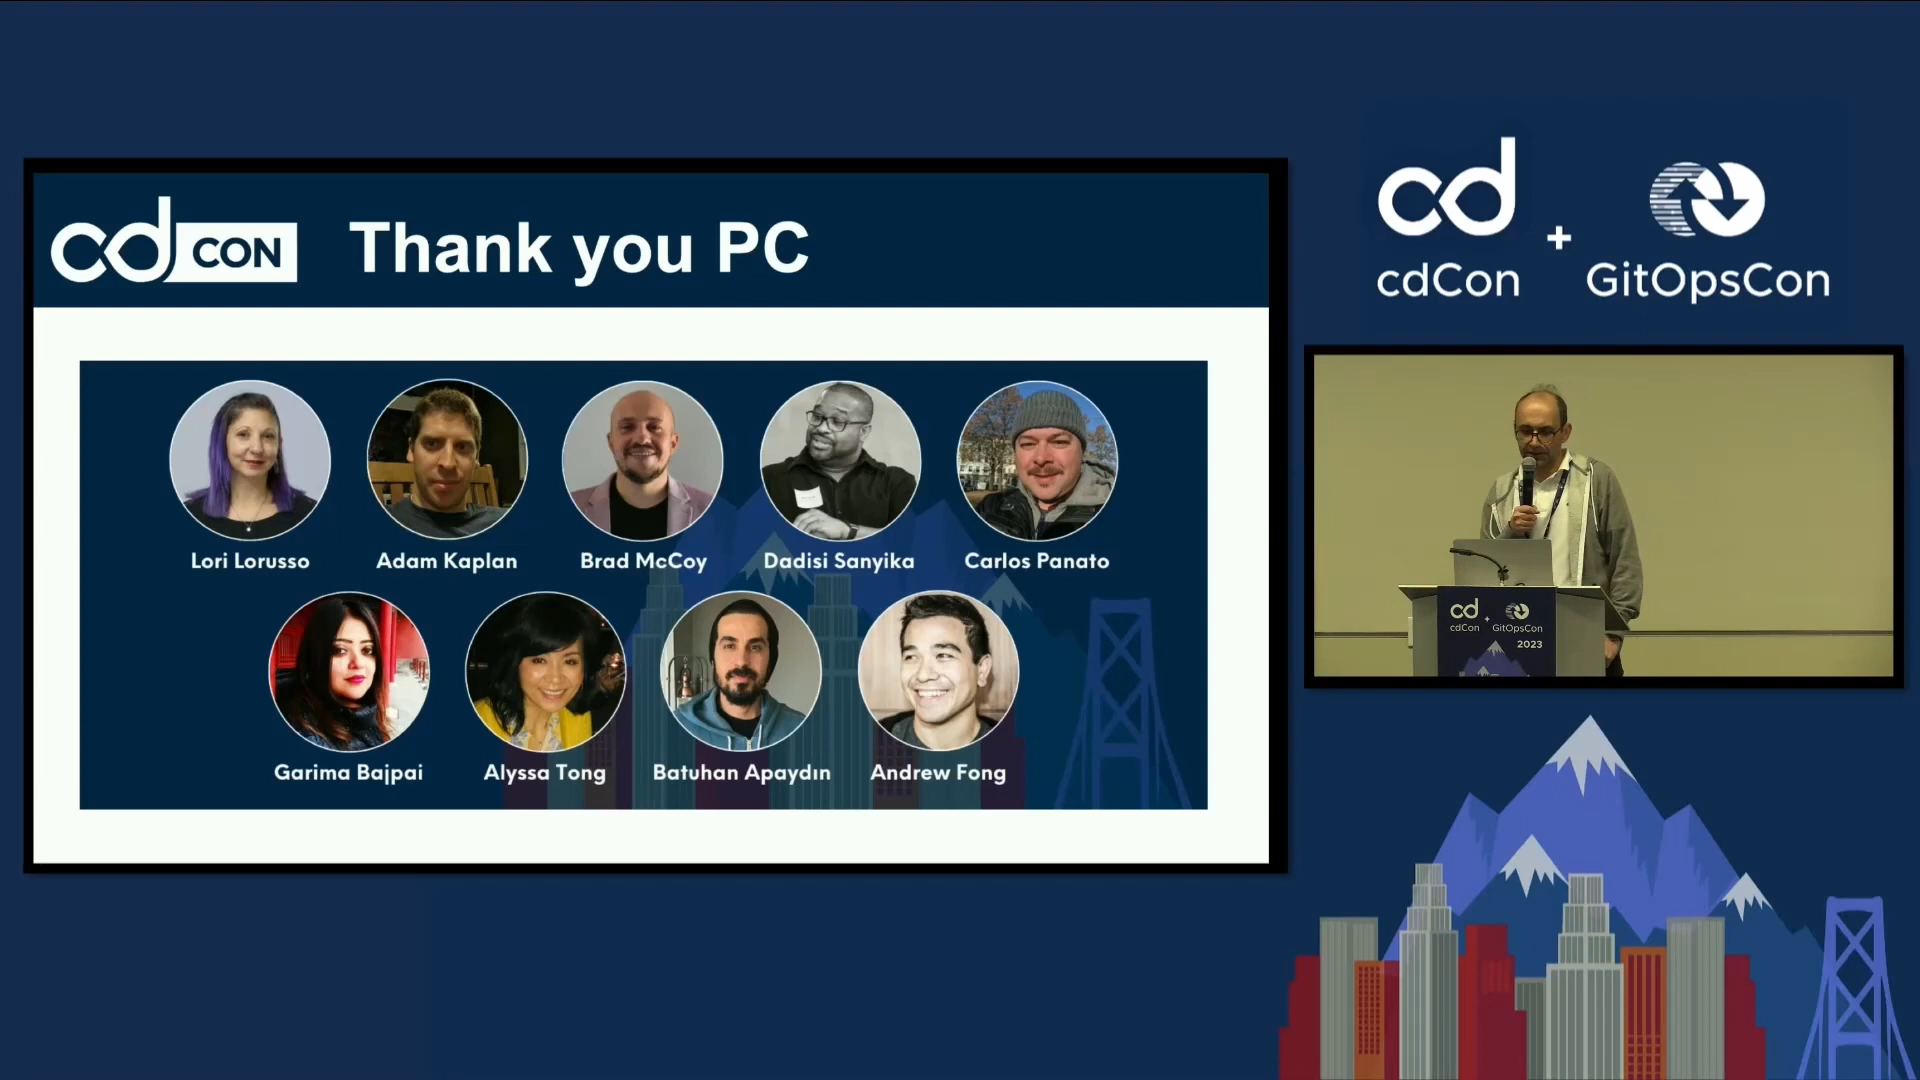 cd CON Thank you PC
Lori Lorusso Adam Kaplan Brad McCoy Dadisi Sanyika Carlos Panato
Garima Bajpai Alyssa Tong Batuhan Apaydın Andrew Fong
cd
+
cdCon GitOpsCon
cd
+
cdCon GitOpsCon
2023